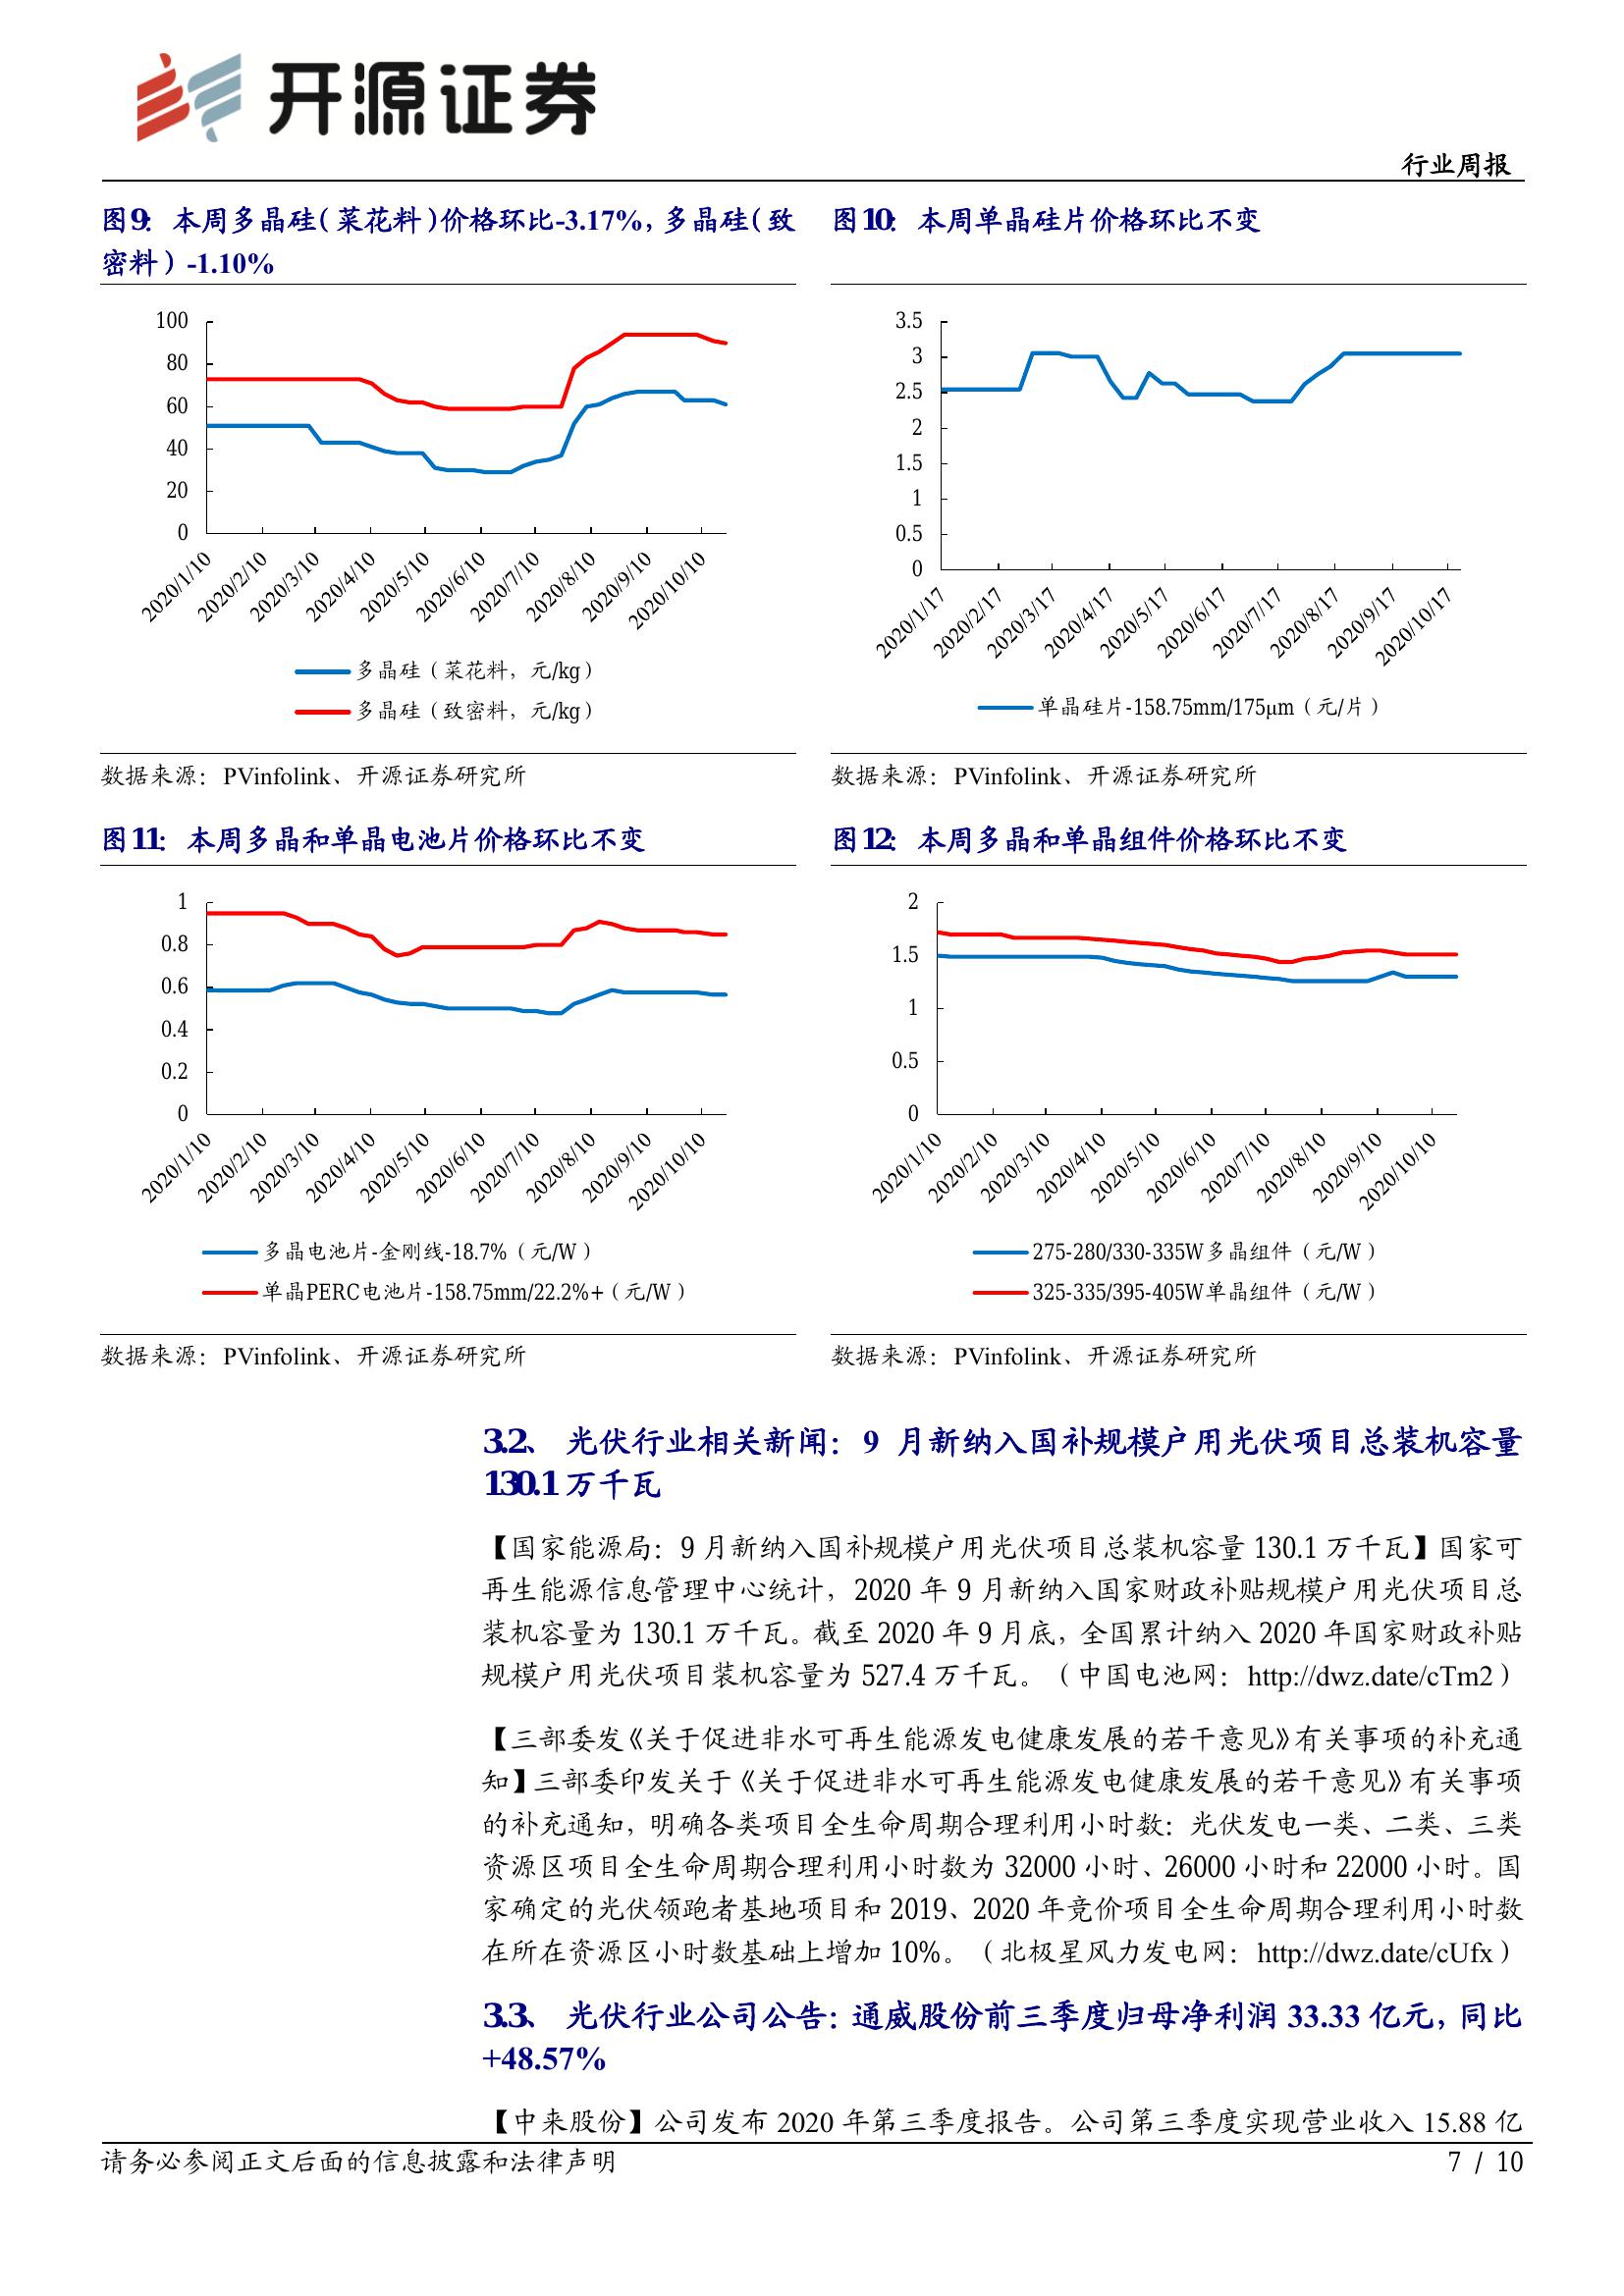 开源证券
行业周报
图9： 本周多晶硅（菜花料）价格环比-3.17%，多晶硅（致
密料）-1.10%
100
80
60
40
20
0
2020/1/10
2020/2/10
2020/3/10
2020/4/10
2020/5/10
2020/6/10
2020/7/10
2020/8/10
2020/9/10
2020/10/10
多晶硅（菜花料，元/kg）
多晶硅（致密料，元/kg）
数据来源：PVinfolink、开源证券研究所
图10： 本周单晶硅片价格环比不变
3.5
3
2.5
2
1.5
1
0.5
0
2020/1/17
2020/2/17
2020/3/17
2020/4/17
2020/5/17
2020/6/17
2020/7/17
2020/8/17
2020/9/17
2020/10/17
单晶硅片-158.75mm/175μm（元/片）
数据来源：PVinfolink、开源证券研究所
图11： 本周多晶和单晶电池片价格环比不变
1
0.8
0.6
0.4
0.2
0
2020/1/10
2020/2/10
2020/3/10
2020/4/10
2020/5/10
2020/6/10
2020/7/10
2020/8/10
2020/9/10
2020/10/10
多晶电池片-金刚线-18.7%（元/W）
单晶PERC电池片-158.75mm/22.2%+（元/W）
数据来源：PVinfolink、开源证券研究所
图12： 本周多晶和单晶组件价格环比不变
2
1.5
1
0.5
0
2020/1/10
2020/2/10
2020/3/10
2020/4/10
2020/5/10
2020/6/10
2020/7/10
2020/8/10
2020/9/10
2020/10/10
275-280/330-335W多晶组件（元/W）
325-335/395-405W单晶组件（元/W）
数据来源：PVinfolink、开源证券研究所
3.2、 光伏行业相关新闻：9 月新纳入国补规模户用光伏项目总装机容量
130.1 万千瓦
【国家能源局：9 月新纳入国补规模户用光伏项目总装机容量 130.1 万千瓦】国家可
再生能源信息管理中心统计，2020 年 9 月新纳入国家财政补贴规模户用光伏项目总
装机容量为 130.1 万千瓦。截至 2020 年 9 月底，全国累计纳入 2020 年国家财政补贴
规模户用光伏项目装机容量为 527.4 万千瓦。（中国电池网：http://dwz.date/cTm2）
【三部委发《关于促进非水可再生能源发电健康发展的若干意见》有关事项的补充通
知】三部委印发关于《关于促进非水可再生能源发电健康发展的若干意见》有关事项
的补充通知，明确各类项目全生命周期合理利用小时数：光伏发电一类、二类、三类
资源区项目全生命周期合理利用小时数为 32000 小时、26000 小时和 22000 小时。国
家确定的光伏领跑者基地项目和 2019、2020 年竞价项目全生命周期合理利用小时数
在所在资源区小时数基础上增加 10%。（北极星风力发电网：http://dwz.date/cUfx）
3.3、 光伏行业公司公告：通威股份前三季度归母净利润 33.33 亿元，同比
+48.57%
【中来股份】公司发布 2020 年第三季度报告。公司第三季度实现营业收入 15.88 亿
请务必参阅正文后面的信息披露和法律声明
7 / 10